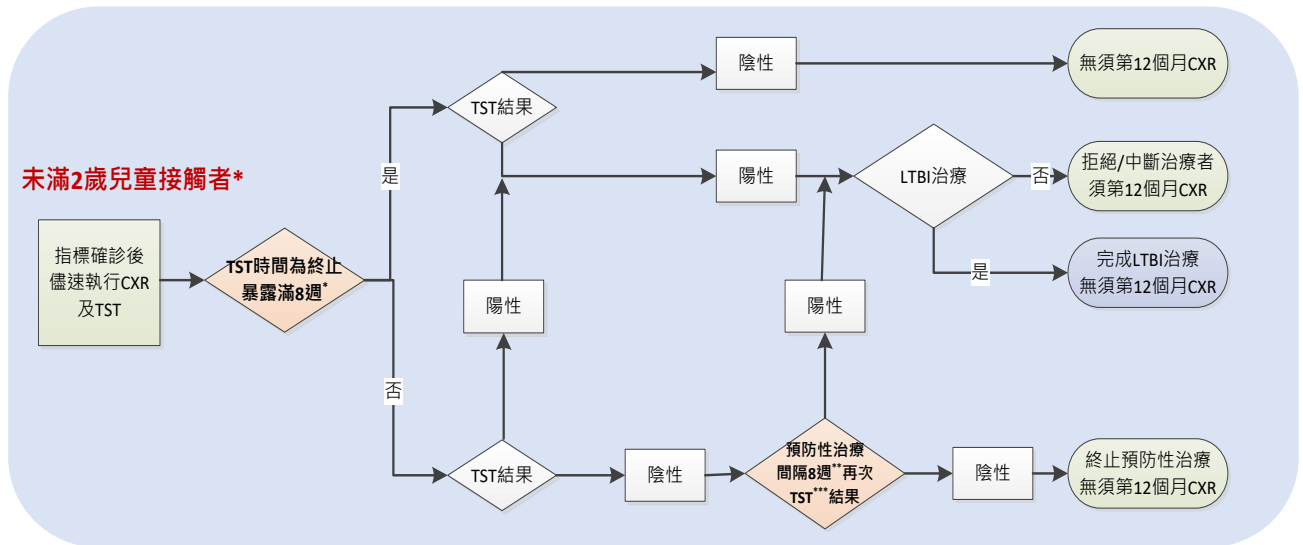 未滿2歲兒童接觸者*
指標確診後
儘速執行CXR
及TST
TST時間為終止
暴露滿8週*
是
否
TST結果
陰性
無須第12個月CXR
陽性
LTBI治療
否
拒絕/中斷治療者
須第12個月CXR
是
完成LTBI治療
無須第12個月CXR
陽性
陽性
TST結果
陰性
預防性治療
間隔8週**再次
TST***結果
陰性
終止預防性治療
無須第12個月CXR